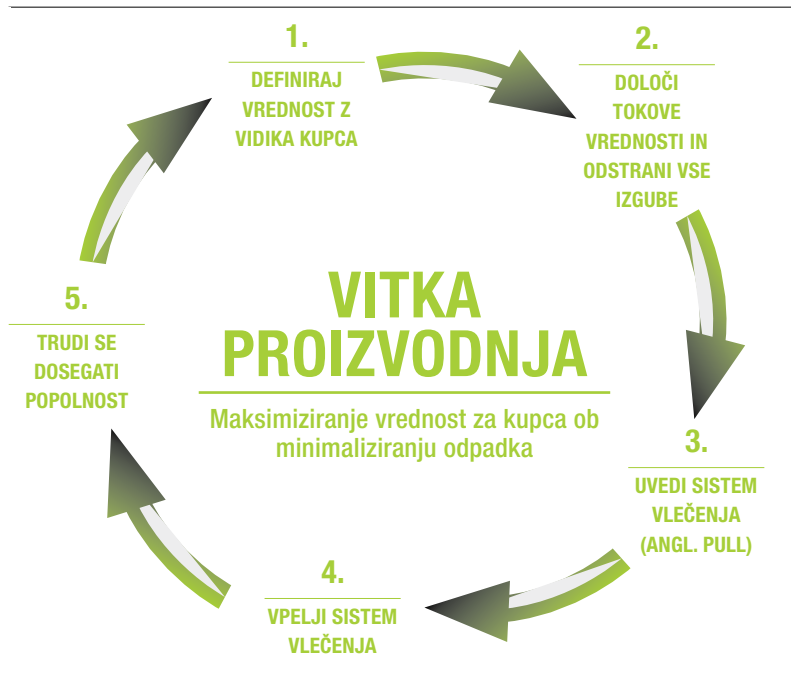 1.
DEFINIRAJ
VREDNOST Z
VIDIKA KUPCA
2.
DOLOČI
TOKOVE
VREDNOSTI IN
ODSTRANI VSE
IZGUBE
3.
UVEDI SISTEM
VLEČENJA
(ANGL. PULL)
4.
VPELJI SISTEM
VLEČENJA
5.
TRUDI SE
DOSEGATI
POPOLNOST
VITKA
PROIZVODNJA
Maksimiziranje vrednost za kupca ob
minimaliziranju odpadka